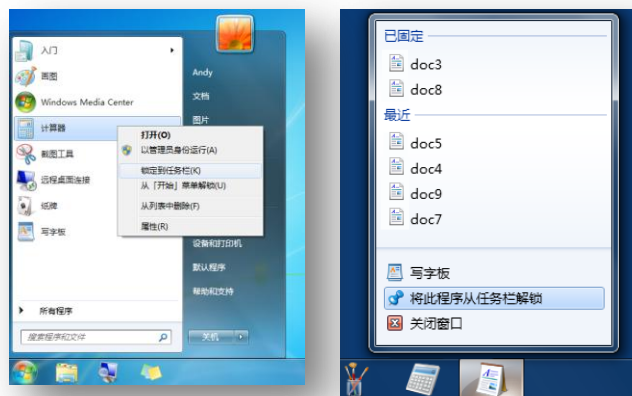 入门
画图
Windows Media Center
计算器
截图工具
远程桌面连接
纸牌
写字板
所有程序
搜索程序和文件
Andy
文档
图片
打开(O)
以管理员身份运行(A)
锁定到任务栏(K)
从「开始」菜单解锁(U)
从列表中删除(F)
属性(R)
设备和打印机
默认程序
帮助和支持
关机
已固定
doc3
doc8
最近
doc5
doc4
doc9
doc7
写字板
将此程序从任务栏解锁
关闭窗口